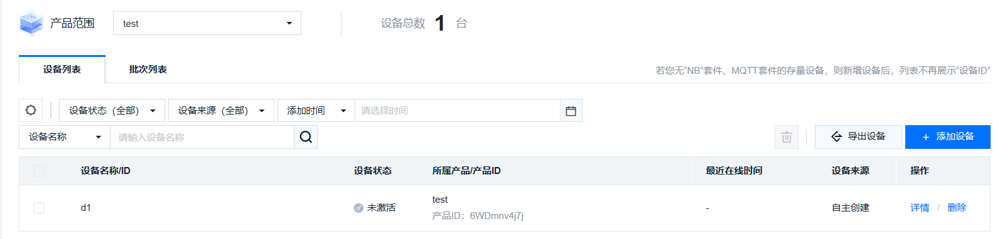 产品范围 test 设备总数 1 台
设备列表 批次列表 若您无“NB”套件、MQTT套件的存量设备，则新增设备后，列表不再展示“设备ID”
设备状态（全部） 设备来源（全部） 添加时间 请选择时间
设备名称 请输入设备名称 导出设备 + 添加设备
设备名称/ID 设备状态 所属产品/产品ID 最近在线时间 设备来源 操作
d1 未激活 test - 自主创建 详情 / 删除
产品ID：6WDmnv4j7j